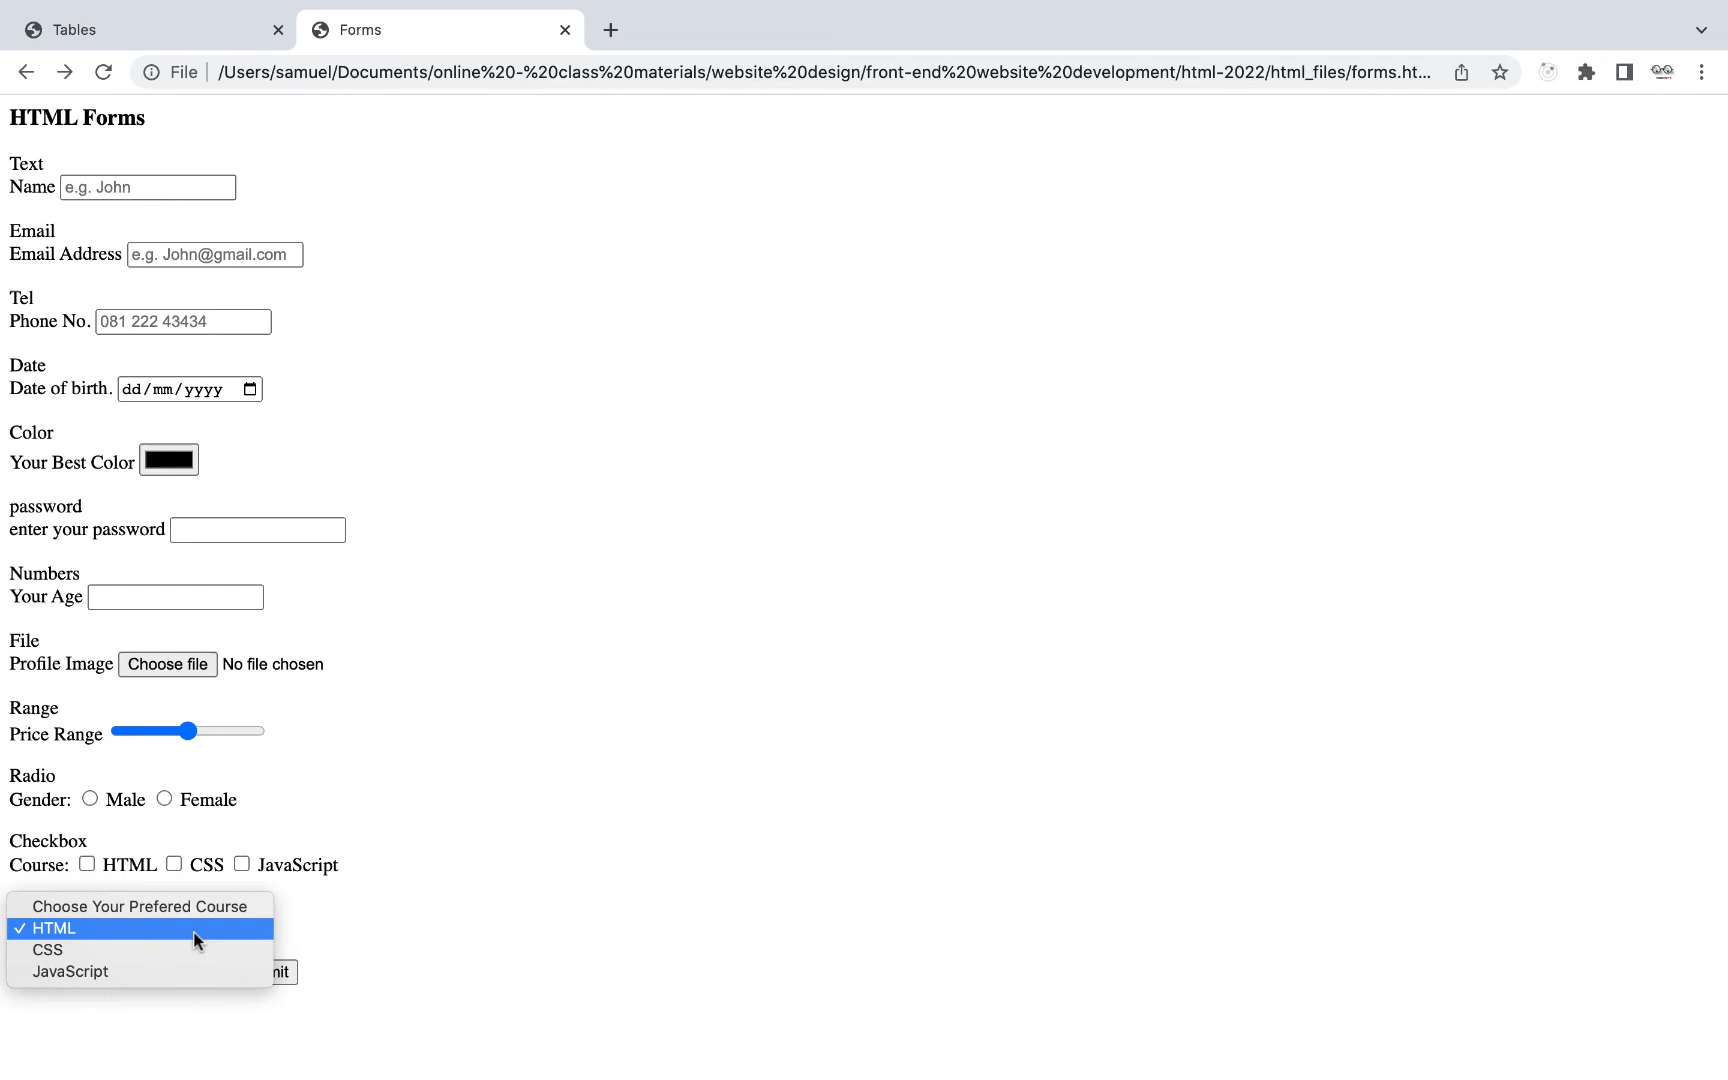 Tables
Forms
File /Users/samuel/Documents/online%20-%20class%20materials/website%20design/front-end%20website%20development/html-2022/html_files/forms.ht...
HTML Forms
Text
Name e.g. John
Email
Email Address e.g. John@gmail.com
Tel
Phone No. 081 222 43434
Date
Date of birth. dd/mm/yyyy
Color
Your Best Color
password
enter your password
Numbers
Your Age
File
Profile Image Choose file No file chosen
Range
Price Range
Radio
Gender: Male Female
Checkbox
Course: HTML CSS JavaScript
Choose Your Prefered Course
✓ HTML
CSS
JavaScript